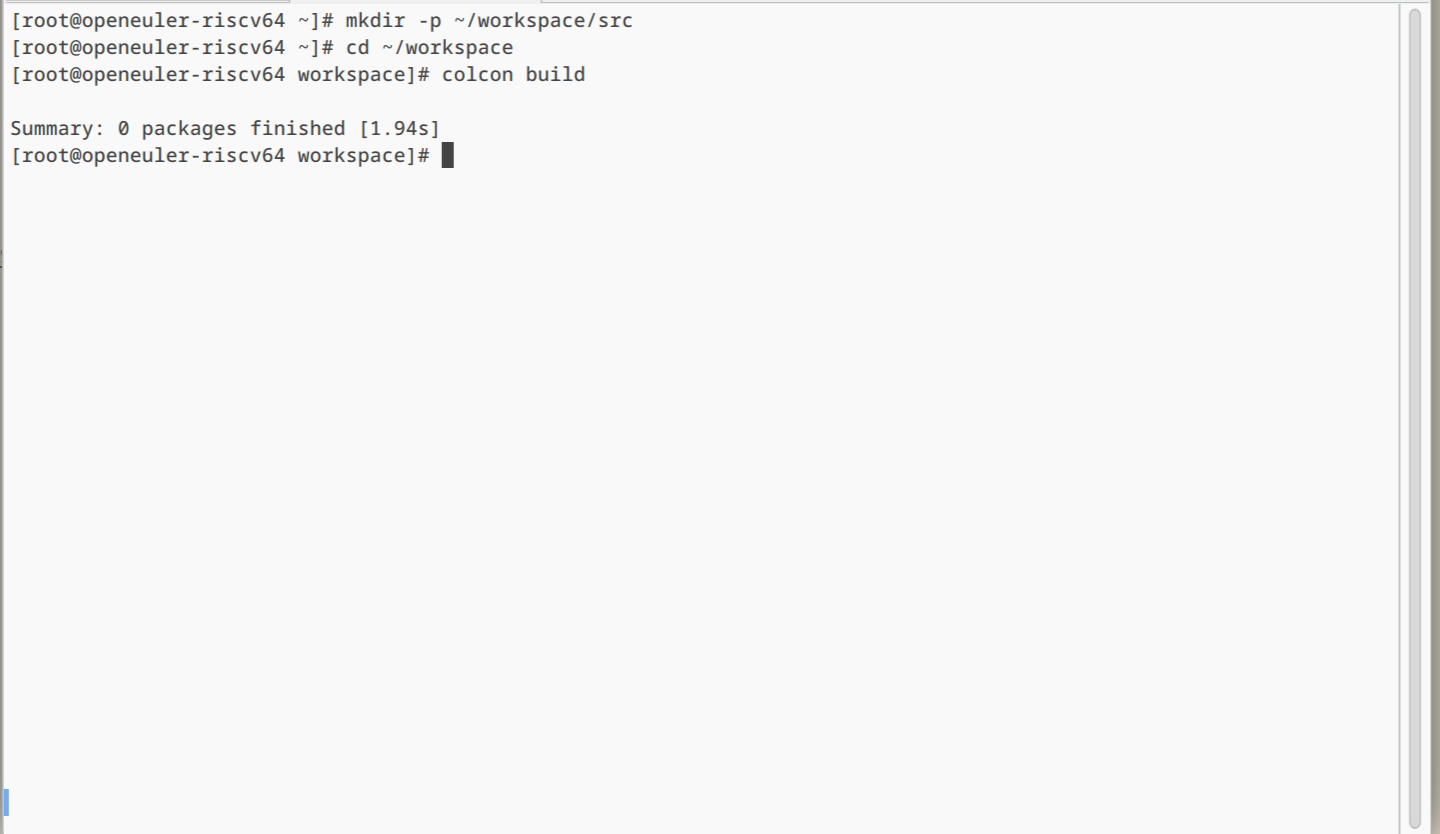 [root@openeuler-riscv64 ~]# mkdir -p ~/workspace/src
[root@openeuler-riscv64 ~]# cd ~/workspace
[root@openeuler-riscv64 workspace]# colcon build
Summary: 0 packages finished [1.94s]
[root@openeuler-riscv64 workspace]#